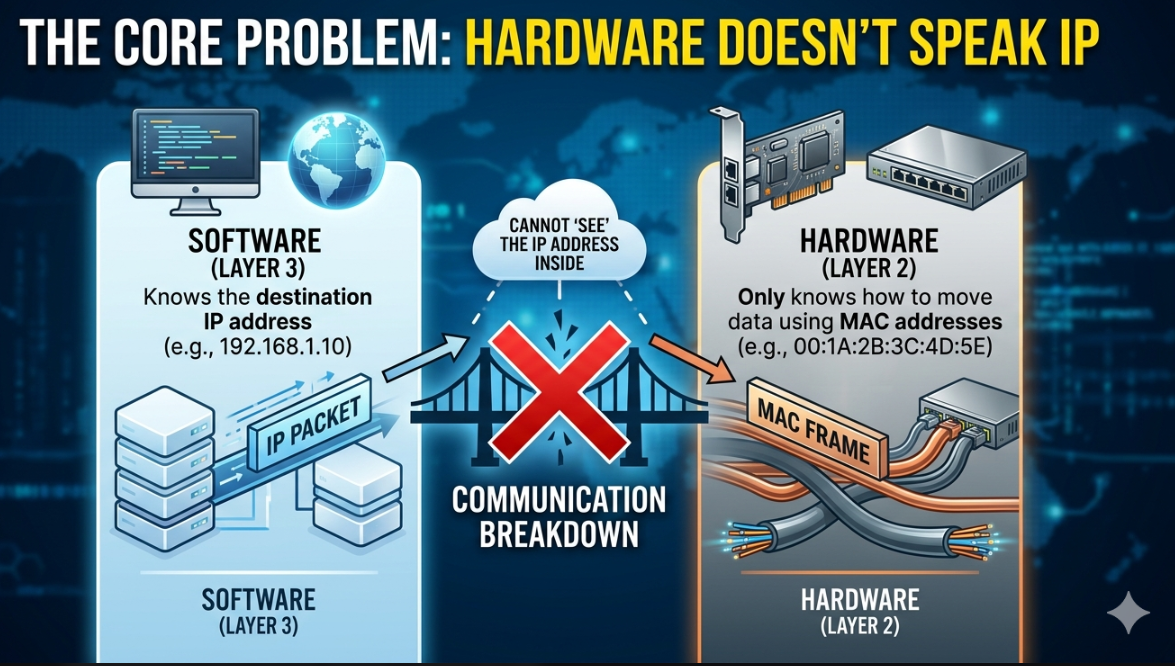 THE CORE PROBLEM: HARDWARE DOESN'T SPEAK IP
SOFTWARE
(LAYER 3)
Knows the destination
IP address
(e.g., 192.168.1.10)
IP PACKET
SOFTWARE
(LAYER 3)
CANNOT 'SEE'
THE IP ADDRESS
INSIDE
COMMUNICATION
BREAKDOWN
HARDWARE
(LAYER 2)
Only knows how to move
data using MAC addresses
(e.g., 00:1A:2B:3C:4D:5E)
MAC FRAME
HARDWARE
(LAYER 2)